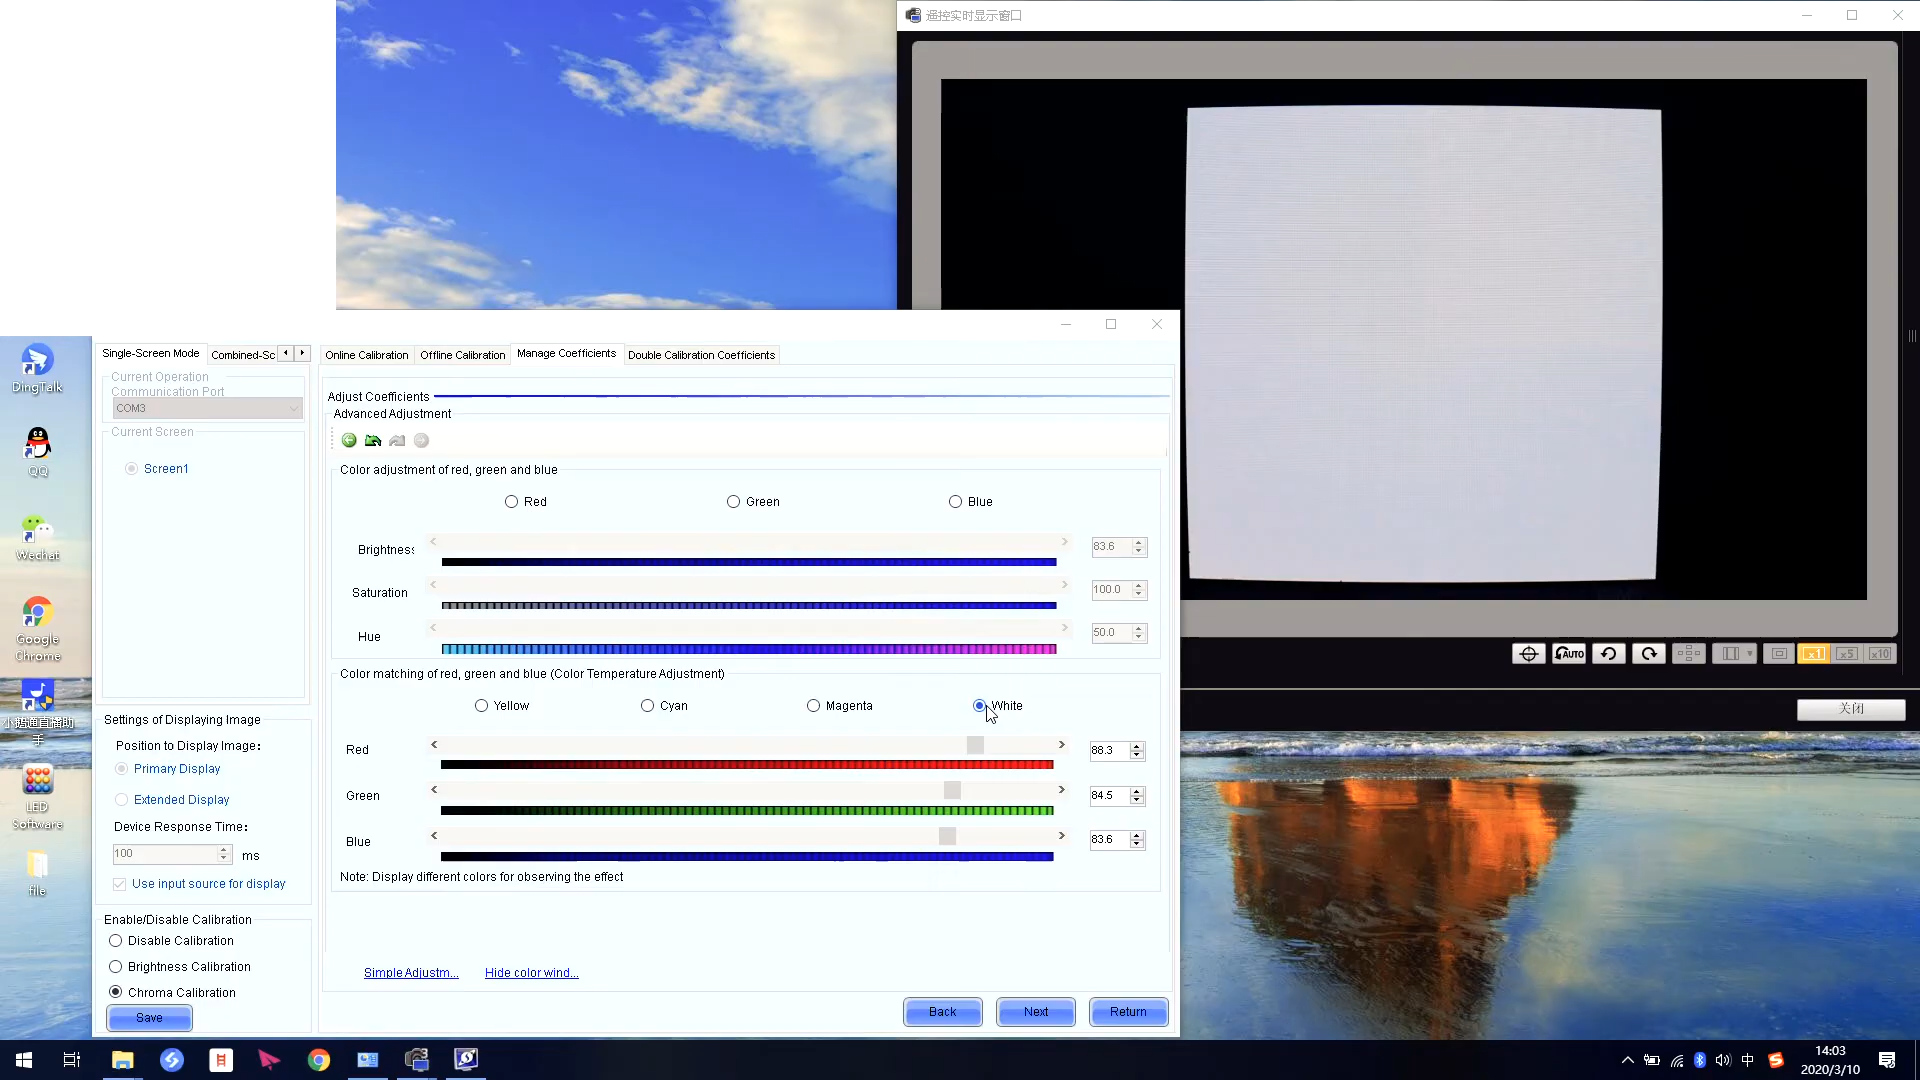 遥控实时显示窗口
DingTalk
QQ
Wechat
Google
Chrome
小鹅通直播助
手
LED
Software
file
Single-Screen Mode
Combined-Sc
Current Operation
Communication Port
COM3
Current Screen
Screen1
Settings of Displaying Image
Position to Display Image:
Primary Display
Extended Display
Device Response Time:
100
ms
Use input source for display
Enable/Disable Calibration
Disable Calibration
Brightness Calibration
Chroma Calibration
Save
Online Calibration
Offline Calibration
Manage Coefficients
Double Calibration Coefficients
Adjust Coefficients
Advanced Adjustment
Color adjustment of red, green and blue
Red
Green
Blue
Brightness
83.6
Saturation
100.0
Hue
50.0
Color matching of red, green and blue (Color Temperature Adjustment)
Yellow
Cyan
Magenta
White
Red
88.3
Green
84.5
Blue
83.6
Note: Display different colors for observing the effect
Simple Adjustm...
Hide color wind...
Back
Next
Return
AUTO
x1
x5
x10
关闭
中
14:03
2020/3/10